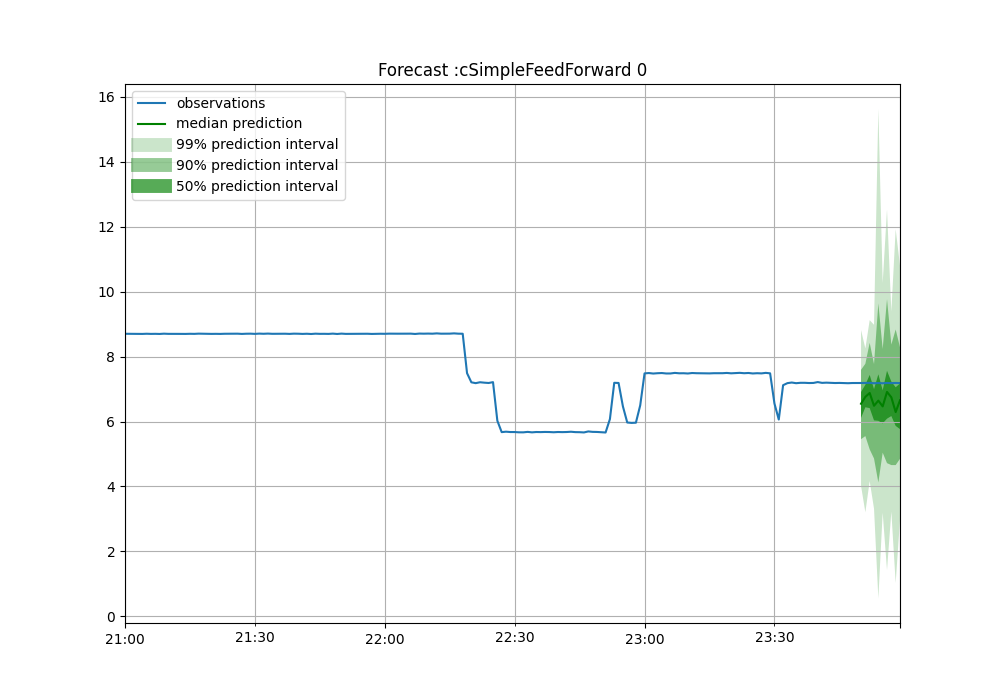 Forecast :cSimpleFeedForward 0
observations
median prediction
99% prediction interval
90% prediction interval
50% prediction interval
16
14
12
10
8
6
4
2
0
21:00
21:30
22:00
22:30
23:00
23:30